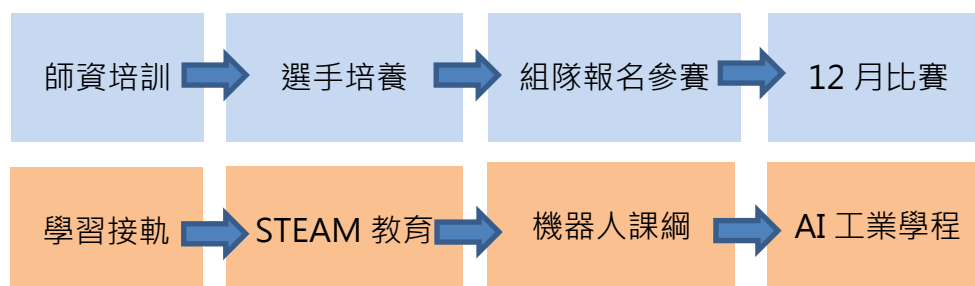 師資培訓
選手培養
組隊報名參賽
12 月比賽
學習接軌
STEAM 教育
機器人課綱
AI 工業學程